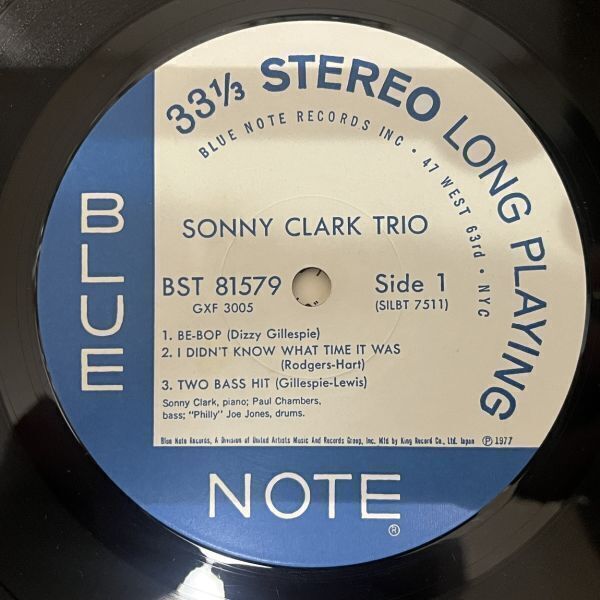 33⅓ STEREO LONG PLAYING
BLUE NOTE RECORDS INC • 47 WEST 63rd • NYC
BLUE
SONNY CLARK TRIO
BST 81579
GXF 3005
Side 1
(SILBT 7511)
1. BE-BOP (Dizzy Gillespie)
2. I DIDN'T KNOW WHAT TIME IT WAS
(Rodgers-Hart)
3. TWO BASS HIT (Gillespie-Lewis)
Sonny Clark, piano; Paul Chambers,
bass; "Philly" Joe Jones, drums.
Blue Note Records, A Division of United Artists Music And Records Group, Inc. Mfd by King Record Co., Ltd. Japan ℗ 1977
NOTE
®